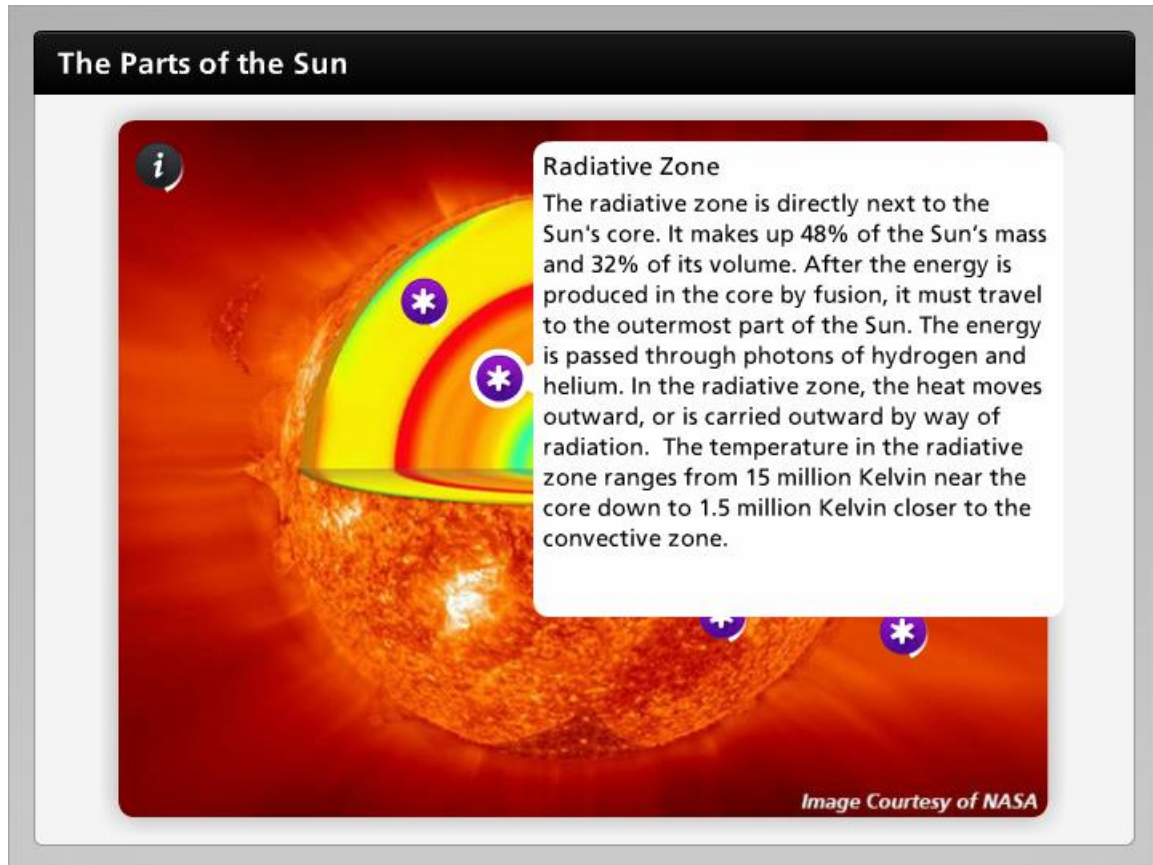 The Parts of the Sun
i
Radiative Zone
The radiative zone is directly next to the
Sun's core. It makes up 48% of the Sun's mass
and 32% of its volume. After the energy is
produced in the core by fusion, it must travel
to the outermost part of the Sun. The energy
is passed through photons of hydrogen and
helium. In the radiative zone, the heat moves
outward, or is carried outward by way of
radiation.  The temperature in the radiative
zone ranges from 15 million Kelvin near the
core down to 1.5 million Kelvin closer to the
convective zone.
Image Courtesy of NASA